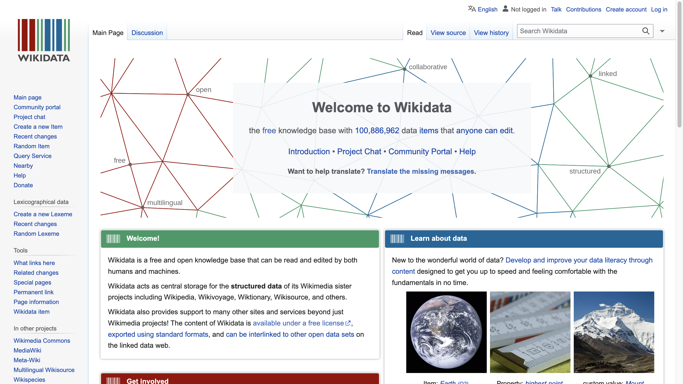 English Not logged in Talk Contributions Create account Log in
WIKIDATA
Main Page Discussion Read View source View history Search Wikidata
Main page
Community portal
Project chat
Create a new Item
Recent changes
Random Item
Query Service
Nearby
Help
Donate
Lexicographical data
Create a new Lexeme
Recent changes
Random Lexeme
Tools
What links here
Related changes
Special pages
Permanent link
Page information
Wikidata item
In other projects
Wikimedia Commons
MediaWiki
Meta-Wiki
Multilingual Wikisource
Wikispecies
collaborative
linked
open
free
structured
multilingual
Welcome to Wikidata
the free knowledge base with 100,886,962 data items that anyone can edit.
Introduction • Project Chat • Community Portal • Help
Want to help translate? Translate the missing messages.
Welcome!
Wikidata is a free and open knowledge base that can be read and edited by both
humans and machines.
Wikidata acts as central storage for the structured data of its Wikimedia sister
projects including Wikipedia, Wikivoyage, Wiktionary, Wikisource, and others.
Wikidata also provides support to many other sites and services beyond just
Wikimedia projects! The content of Wikidata is available under a free license,
exported using standard formats, and can be interlinked to other open data sets on
the linked data web.
Get involved
Learn about data
New to the wonderful world of data? Develop and improve your data literacy through
content designed to get you up to speed and feeling comfortable with the
fundamentals in no time.
Item: Earth
Property: highest point
custom value: Mount